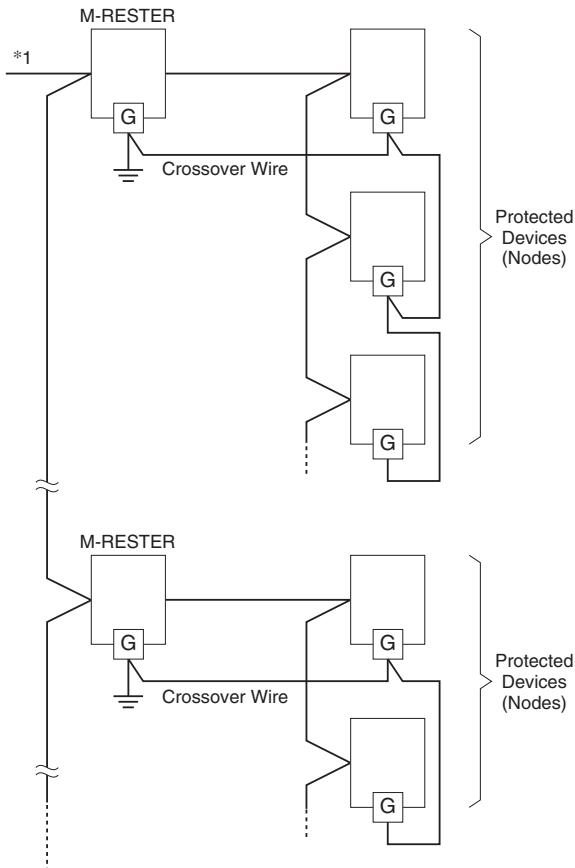 M-RESTER
*1
G
G
Crossover Wire
Protected
Devices
(Nodes)
G
G
M-RESTER
G
G
Crossover Wire
Protected
Devices
(Nodes)
G